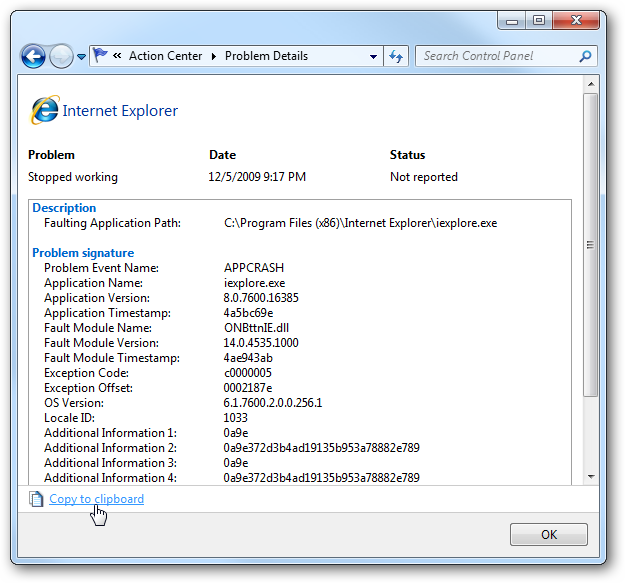 « Action Center ▸ Problem Details
Search Control Panel
Internet Explorer
Problem Date Status
Stopped working 12/5/2009 9:17 PM Not reported
Description
Faulting Application Path: C:\Program Files (x86)\Internet Explorer\iexplore.exe
Problem signature
Problem Event Name: APPCRASH
Application Name: iexplore.exe
Application Version: 8.0.7600.16385
Application Timestamp: 4a5bc69e
Fault Module Name: ONBttnIE.dll
Fault Module Version: 14.0.4535.1000
Fault Module Timestamp: 4ae943ab
Exception Code: c0000005
Exception Offset: 0002187e
OS Version: 6.1.7600.2.0.0.256.1
Locale ID: 1033
Additional Information 1: 0a9e
Additional Information 2: 0a9e372d3b4ad19135b953a78882e789
Additional Information 3: 0a9e
Additional Information 4: 0a9e372d3b4ad19135b953a78882e789
Copy to clipboard
OK